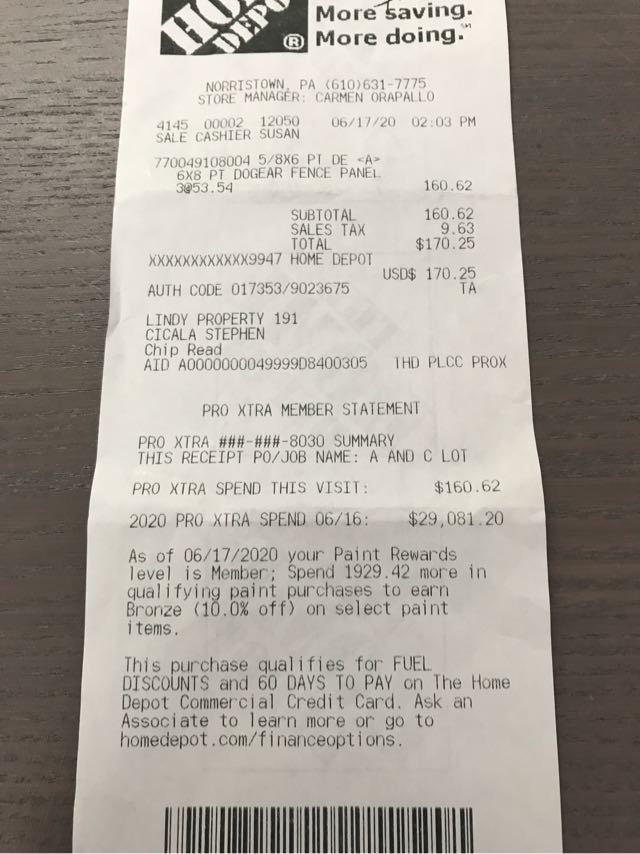 HO
DEPO
®
More saving.
More doing.℠
NORRISTOWN, PA (610)631-7775
STORE MANAGER: CARMEN ORAPALLO
4145 00002 12050 06/17/20 02:03 PM
SALE CASHIER SUSAN
770049108004 5/8X6 PT DE <A>
6X8 PT DOGEAR FENCE PANEL
3@53.54 160.62
SUBTOTAL 160.62
SALES TAX 9.63
TOTAL $170.25
XXXXXXXXXXXX9947 HOME DEPOT
USD$ 170.25
AUTH CODE 017353/9023675 TA
LINDY PROPERTY 191
CICALA STEPHEN
Chip Read
AID A0000000049999D8400305 THD PLCC PROX
PRO XTRA MEMBER STATEMENT
PRO XTRA ###-###-8030 SUMMARY
THIS RECEIPT PO/JOB NAME: A AND C LOT
PRO XTRA SPEND THIS VISIT: $160.62
2020 PRO XTRA SPEND 06/16: $29,081.20
As of 06/17/2020 your Paint Rewards
level is Member; Spend 1929.42 more in
qualifying paint purchases to earn
Bronze (10.0% off) on select paint
items.
This purchase qualifies for FUEL
DISCOUNTS and 60 DAYS TO PAY on The Home
Depot Commercial Credit Card. Ask an
Associate to learn more or go to
homedepot.com/financeoptions.